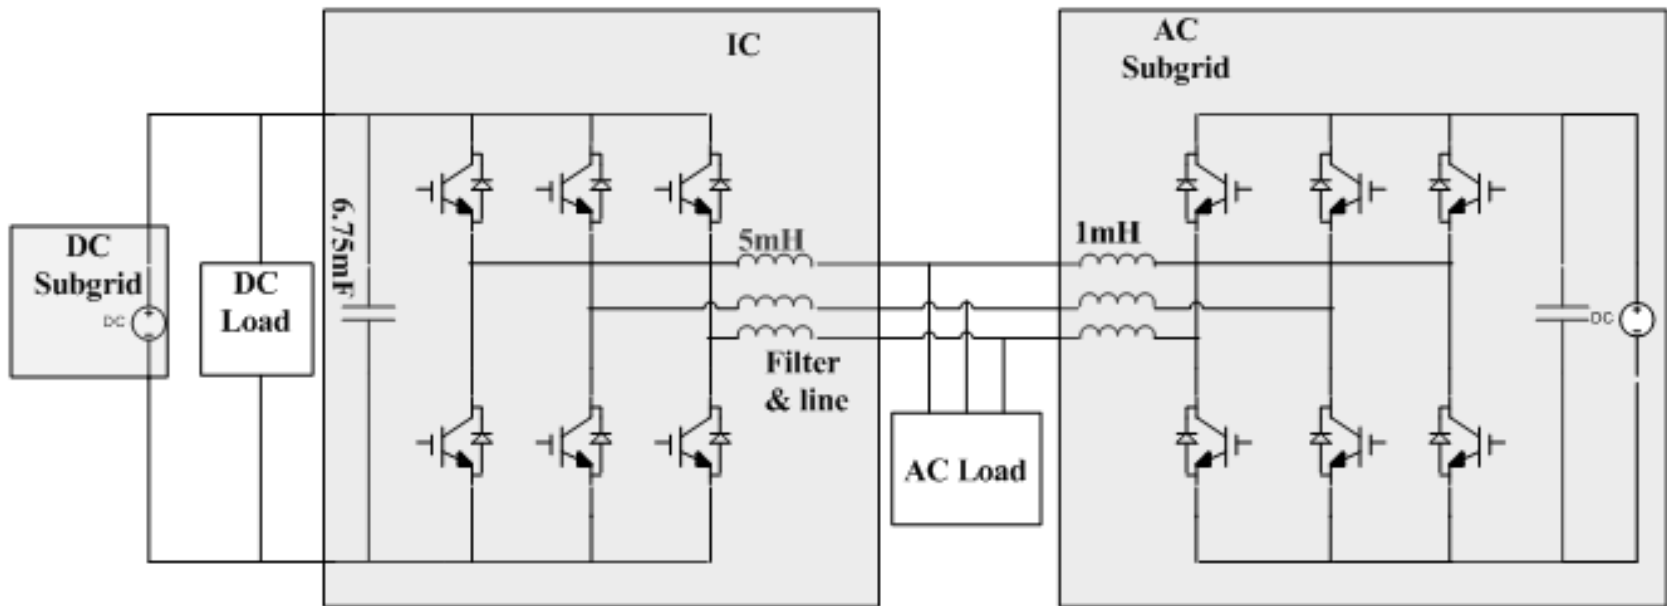 IC
AC
Subgrid
DC
Subgrid
DC
DC
Load
6.75mF
5mH
Filter
& line
1mH
AC Load
DC